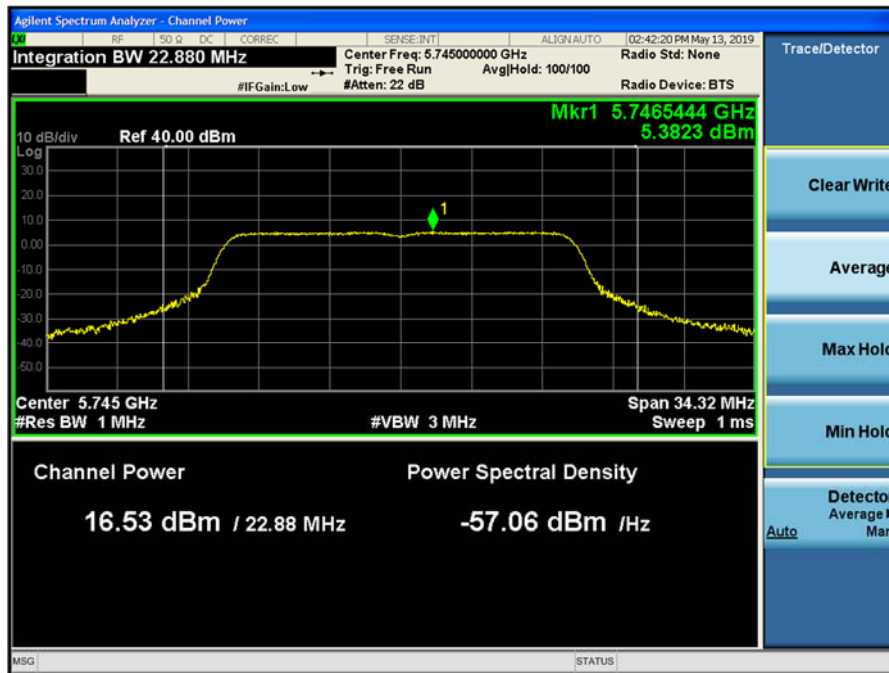 Agilent Spectrum Analyzer - Channel Power
LXI RF 50 Ω DC CORREC SENSE:INT ALIGN AUTO 02:42:20 PM May 13, 2019
Integration BW 22.880 MHz
Center Freq: 5.745000000 GHz Radio Std: None
Trig: Free Run Avg|Hold: 100/100
#IFGain:Low #Atten: 22 dB Radio Device: BTS
Trace/Detector
Mkr1 5.7465444 GHz
5.3823 dBm
10 dB/div Ref 40.00 dBm
Log
30.0
20.0
10.0
0.00
-10.0
-20.0
-30.0
-40.0
-50.0
1
Center 5.745 GHz Span 34.32 MHz
#Res BW 1 MHz #VBW 3 MHz Sweep 1 ms
Channel Power Power Spectral Density
16.53 dBm / 22.88 MHz -57.06 dBm /Hz
Clear Write
Average
Max Hold
Min Hold
Detector
Average
Auto Man
MSG STATUS